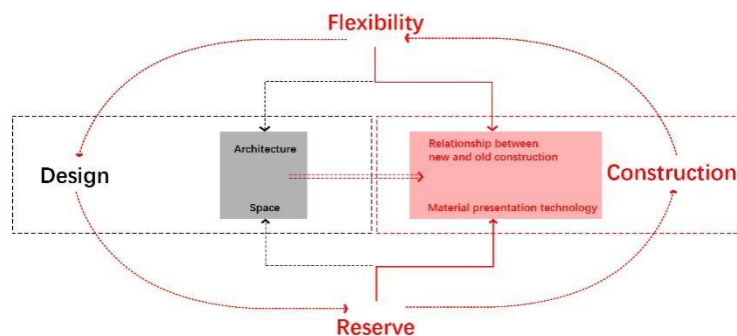 Flexibility
Architecture
Relationship between
new and old construction
Design
Construction
Space
Material presentation technology
Reserve